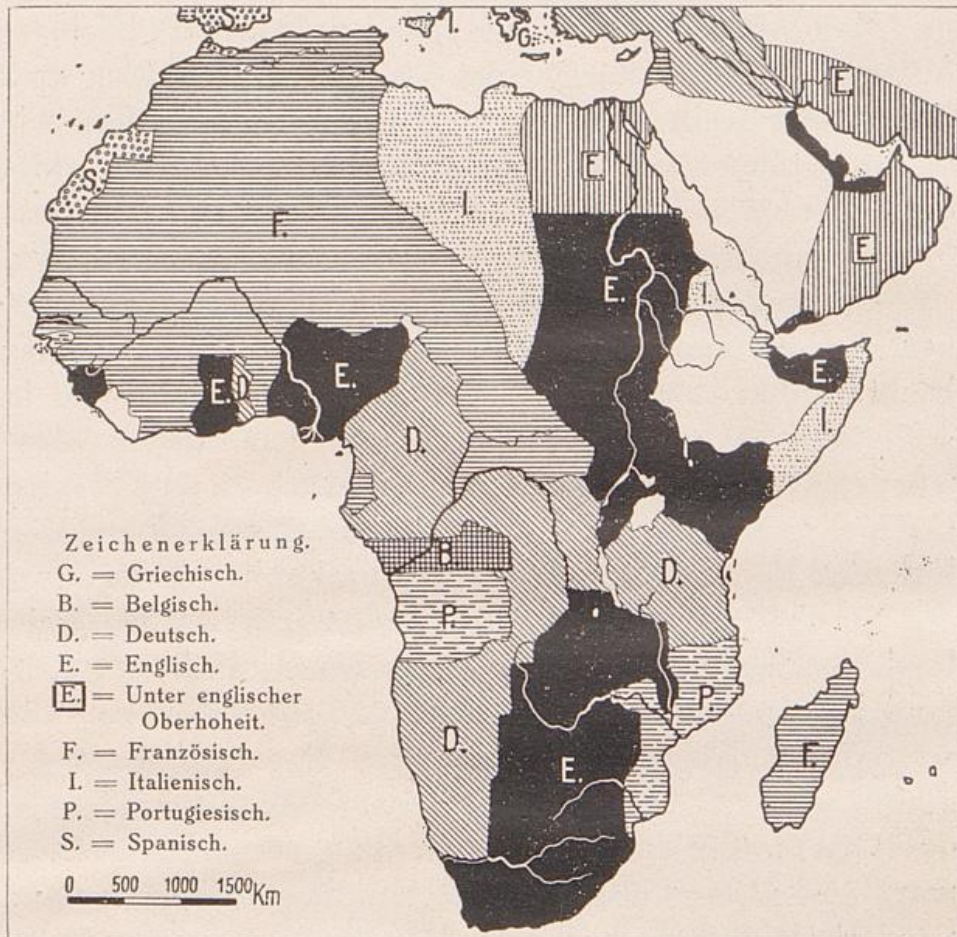 S.
I.
G.
E.
S.
F.
I.
E.
E.
E.
I.
E. D.
E.
E.
I.
D.
I.
B.
D.
P.
P.
D.
E.
F.
Zeichenerklärung.
G. = Griechisch.
B. = Belgisch.
D. = Deutsch.
E. = Englisch.
E. = Unter englischer
Oberhoheit.
F. = Französisch.
I. = Italienisch.
P. = Portugiesisch.
S. = Spanisch.
0 500 1000 1500 Km